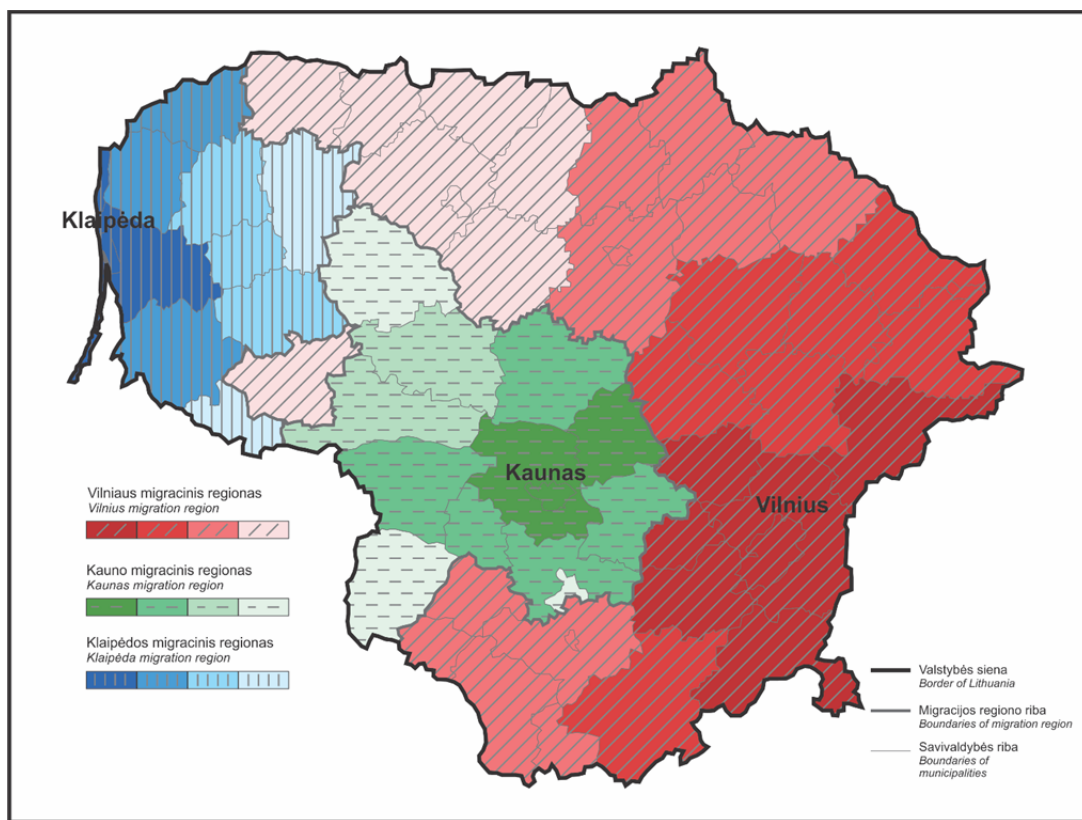 Klaipėda
Kaunas
Vilnius
Vilniaus migracinis regionas
Vilnius migration region
Kauno migracinis regionas
Kaunas migration region
Klaipėdos migracinis regionas
Klaipėda migration region
Valstybės siena
Border of Lithuania
Migracijos regiono riba
Boundaries of migration region
Savivaldybės riba
Boundaries of
municipalities